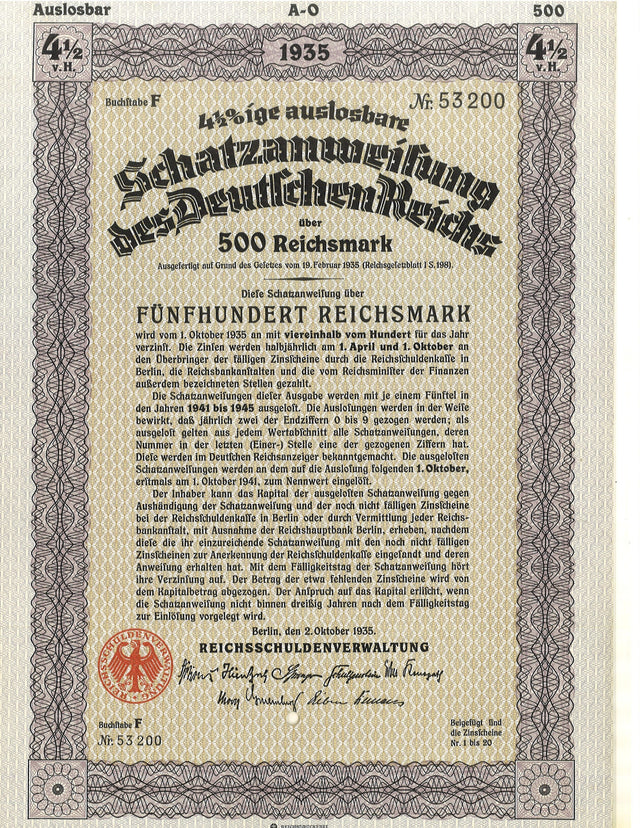 Auslosbar A-O 500
4½ v.H. 1935 4½ v.H.
Buchſtabe F Nr. 53200
4½%ige auslosbare
Schatzanweiſung
des Deutſchen Reichs
über
500 Reichsmark
Ausgefertigt auf Grund des Geſetzes vom 19. Februar 1935 (Reichsgeſetzblatt I S. 198).
Dieſe Schatzanweiſung über
FÜNFHUNDERT REICHSMARK
wird vom 1. Oktober 1935 an mit viereinhalb vom Hundert für das Jahr
verzinſt. Die Zinſen werden halbjährlich am 1. April und 1. Oktober an
den Überbringer der fälligen Zinsſcheine durch die Reichsſchuldenkaſſe in
Berlin, die Reichsbankanſtalten und die vom Reichsminiſter der Finanzen
außerdem bezeichneten Stellen gezahlt.
Die Schatzanweiſungen dieſer Ausgabe werden mit je einem Fünftel in
den Jahren 1941 bis 1945 ausgeloſt. Die Ausloſungen werden in der Weiſe
bewirkt, daß jährlich zwei der Endziffern 0 bis 9 gezogen werden; als
ausgeloſt gelten aus jedem Wertabſchnitt alle Schatzanweiſungen, deren
Nummer in der letzten (Einer-) Stelle eine der gezogenen Ziffern hat.
Dieſe werden im Deutſchen Reichsanzeiger bekanntgemacht. Die ausgeloſten
Schatzanweiſungen werden an dem auf die Ausloſung folgenden 1. Oktober,
erſtmals am 1. Oktober 1941, zum Nennwert eingelöſt.
Der Inhaber kann das Kapital der ausgeloſten Schatzanweiſung gegen
Aushändigung der Schatzanweiſung und der noch nicht fälligen Zinsſcheine
bei der Reichsſchuldenkaſſe in Berlin oder durch Vermittlung jeder Reichs-
bankanſtalt, mit Ausnahme der Reichshauptbank Berlin, erheben, nachdem
dieſe die ihr einzureichende Schatzanweiſung mit den noch nicht fälligen
Zinsſcheinen zur Anerkennung der Reichsſchuldenkaſſe eingeſandt und deren
Anweiſung erhalten hat. Mit dem Fälligkeitstag der Schatzanweiſung hört
ihre Verzinſung auf. Der Betrag der etwa fehlenden Zinsſcheine wird von
dem Kapitalbetrag abgezogen. Der Anſpruch auf das Kapital erliſcht, wenn
die Schatzanweiſung nicht binnen dreißig Jahren nach dem Fälligkeitstag
zur Einlöſung vorgelegt wird.
Berlin, den 2. Oktober 1935.
REICHSSCHULDENVERWALTUNG
REICHSSCHULDENVERWALTUNG
Buchſtabe F
Nr. 53200
Beigefügt ſind
die Zinsſcheine
Nr. 1 bis 20
REICHSDRUCKEREI